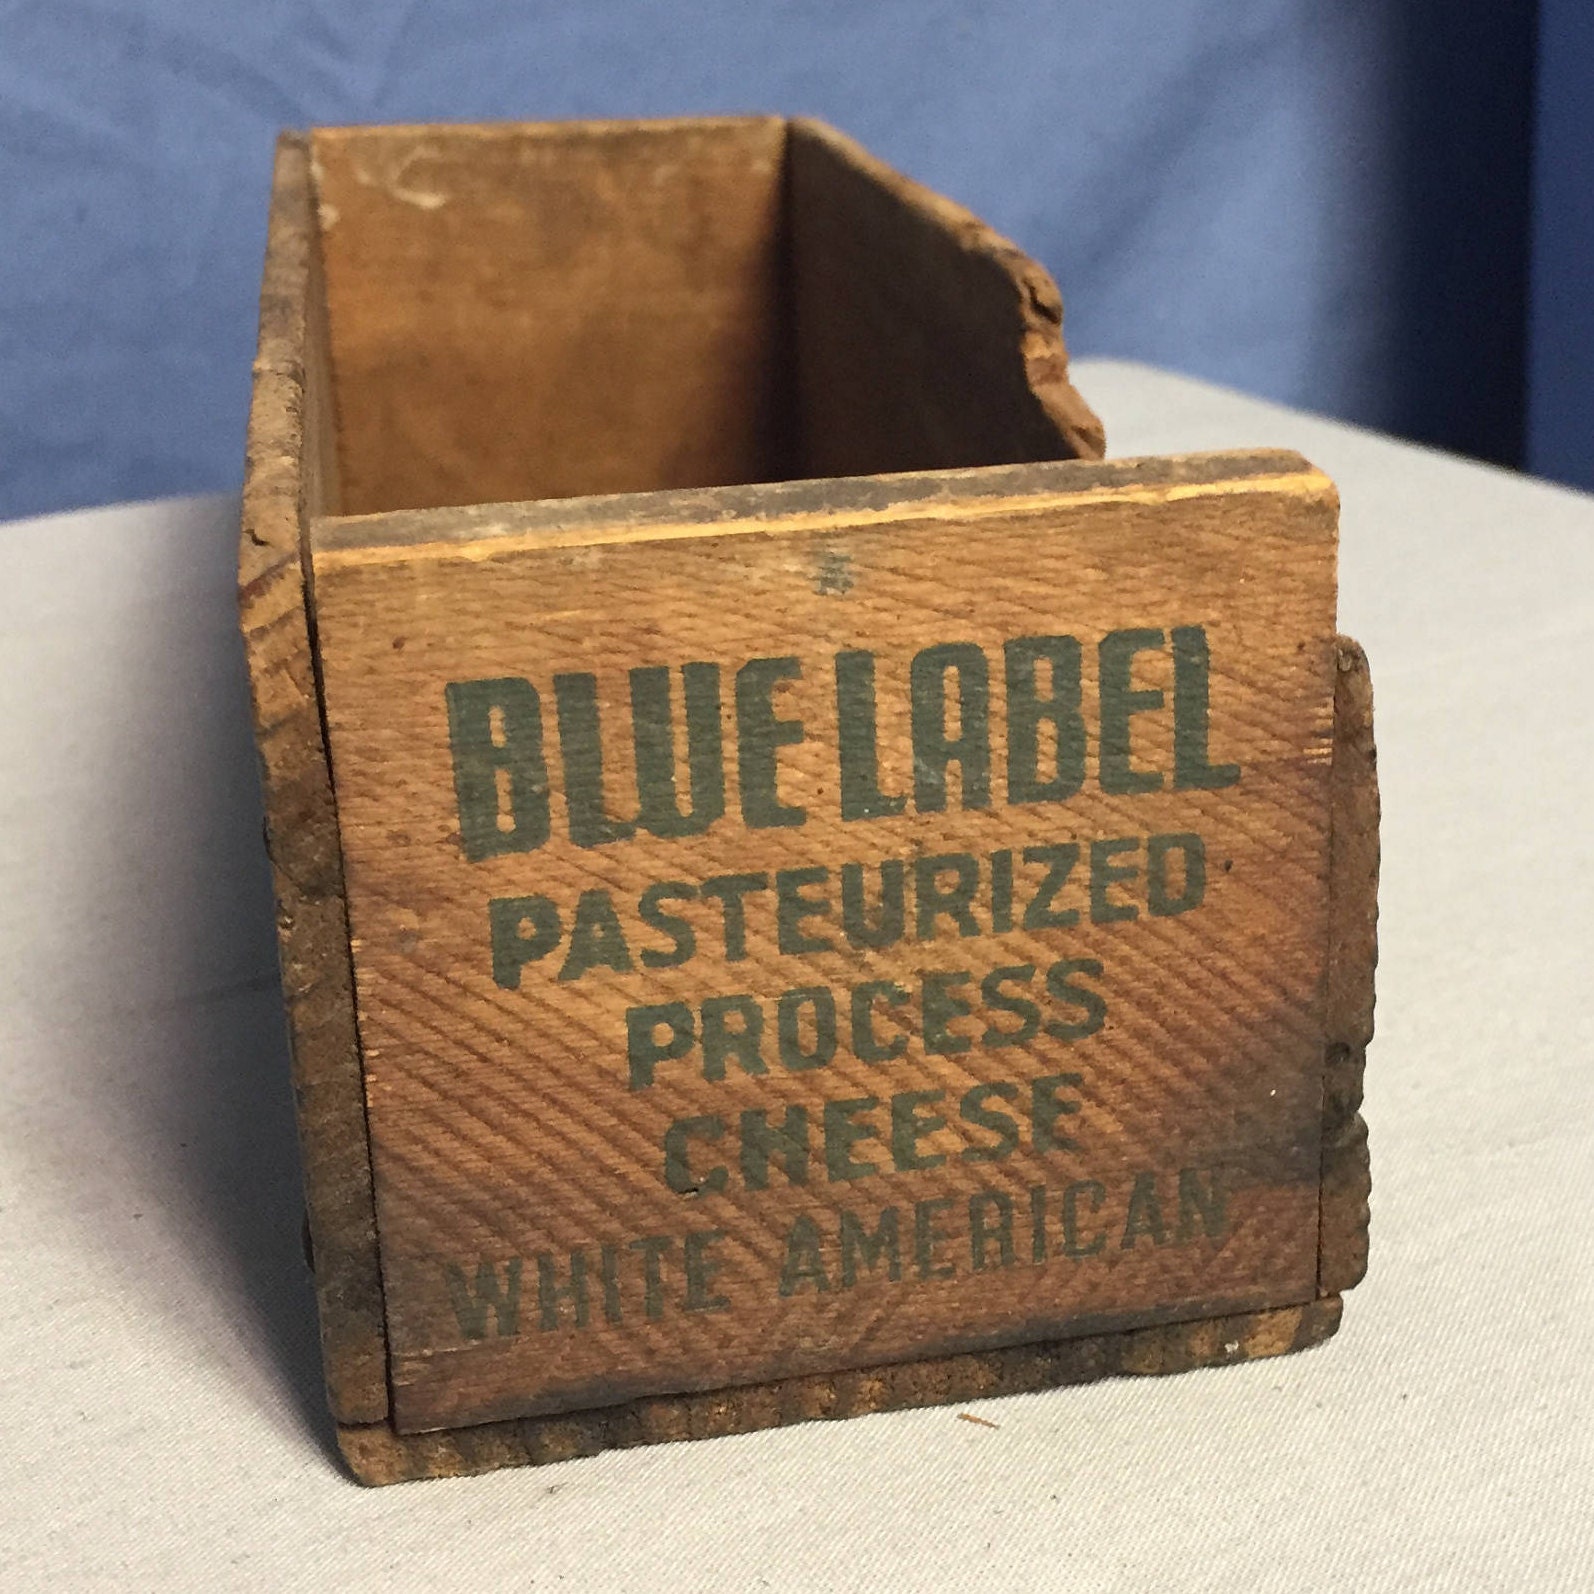 BLUE LABEL
PASTEURIZED
PROCESS
CHEESE
WHITE AMERICAN